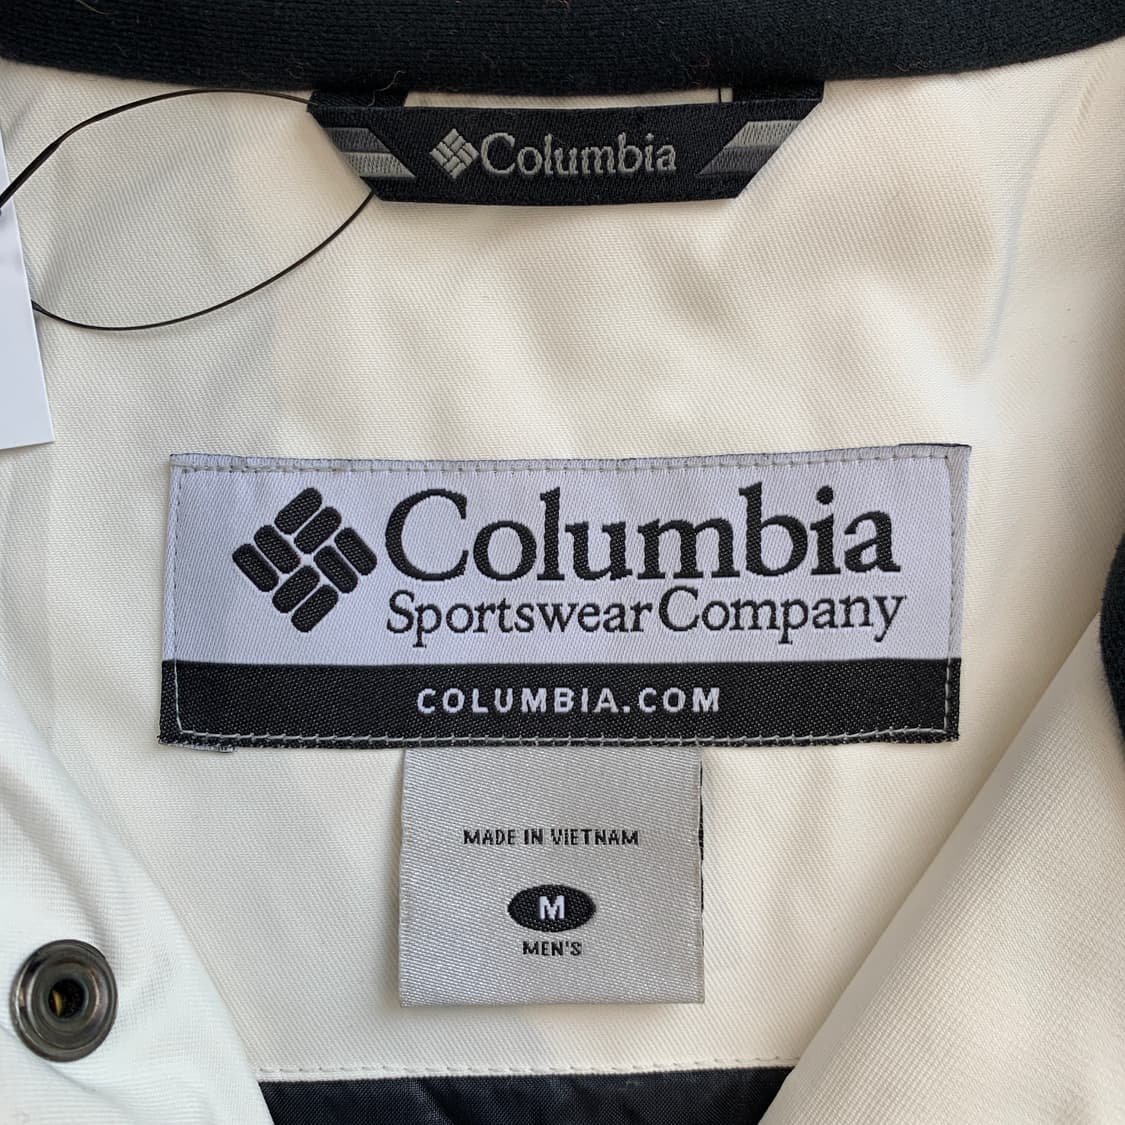 Columbia
Columbia
Sportswear Company
COLUMBIA.COM
MADE IN VIETNAM
M
MEN'S